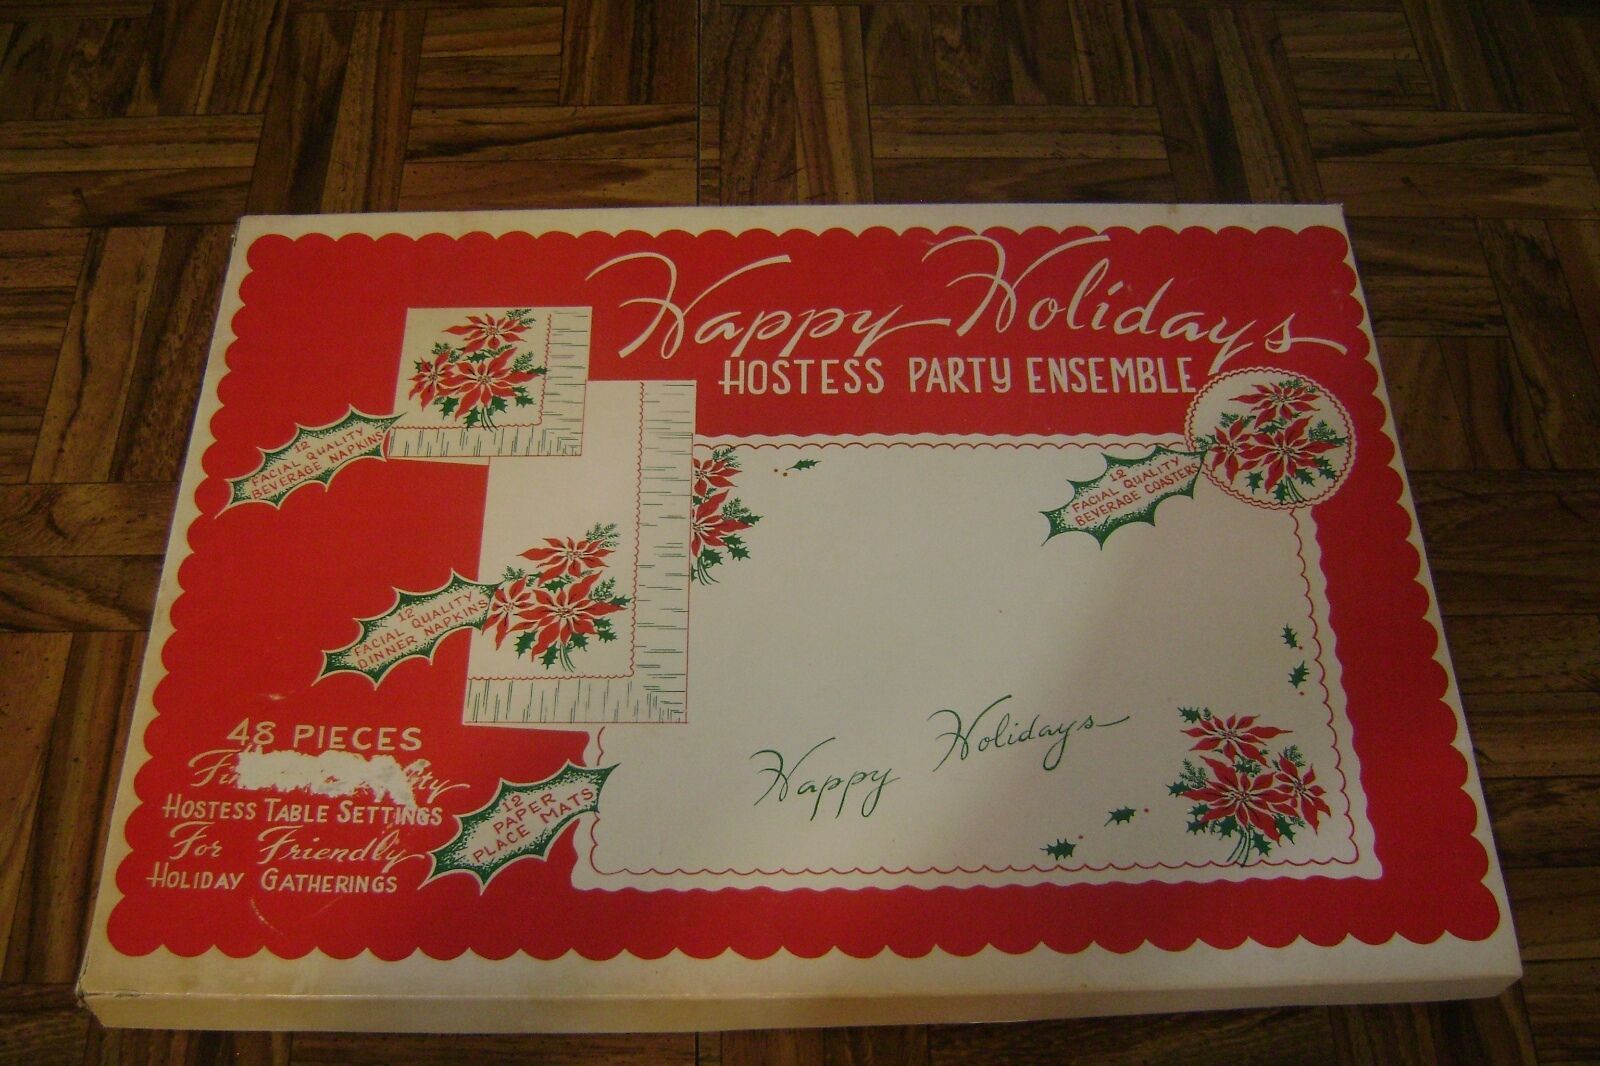 Happy Holidays
HOSTESS PARTY ENSEMBLE
12
FACIAL QUALITY
BEVERAGE NAPKINS
12
FACIAL QUALITY
BEVERAGE COASTERS
12
FACIAL QUALITY
DINNER NAPKINS
48 PIECES
HOSTESS TABLE SETTINGS
For Friendly
HOLIDAY GATHERINGS
12
PAPER
PLACE MATS
Happy Holidays